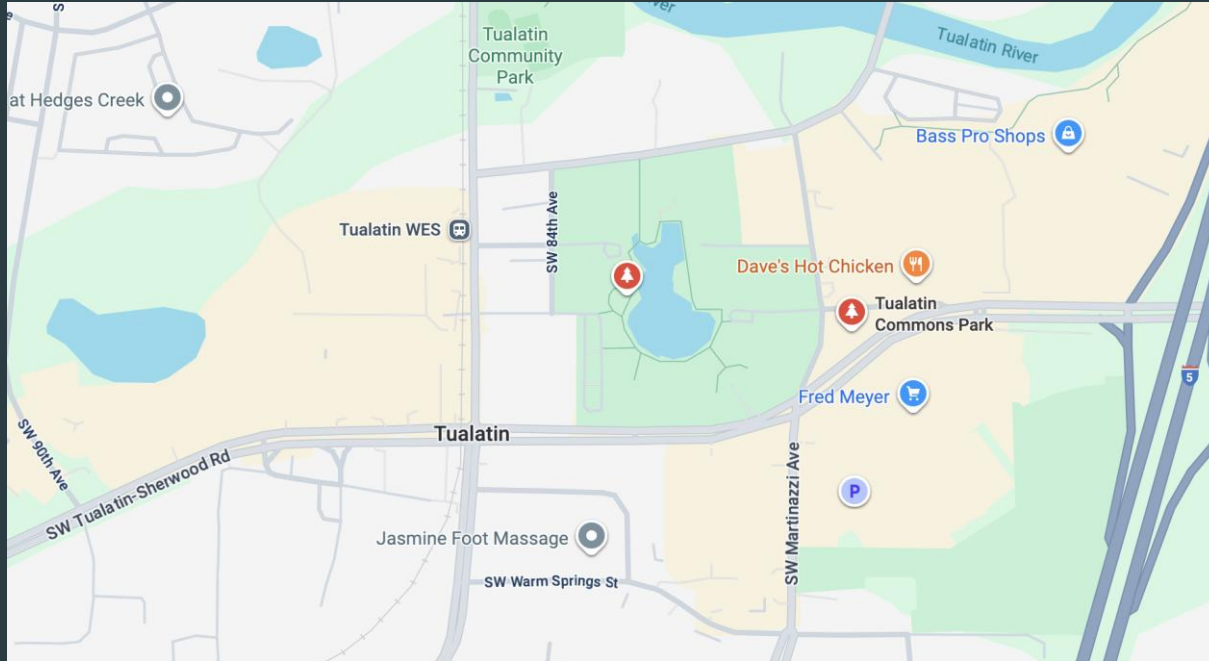 S
Tualatin
Community
Park
Tualatin River
at Hedges Creek
Bass Pro Shops
Tualatin WES
SW 84th Ave
Dave's Hot Chicken
Tualatin
Commons Park
5
Fred Meyer
Tualatin
SW 90th Ave
SW Tualatin-Sherwood Rd
SW Martinazzi Ave
P
Jasmine Foot Massage
SW Warm Springs St